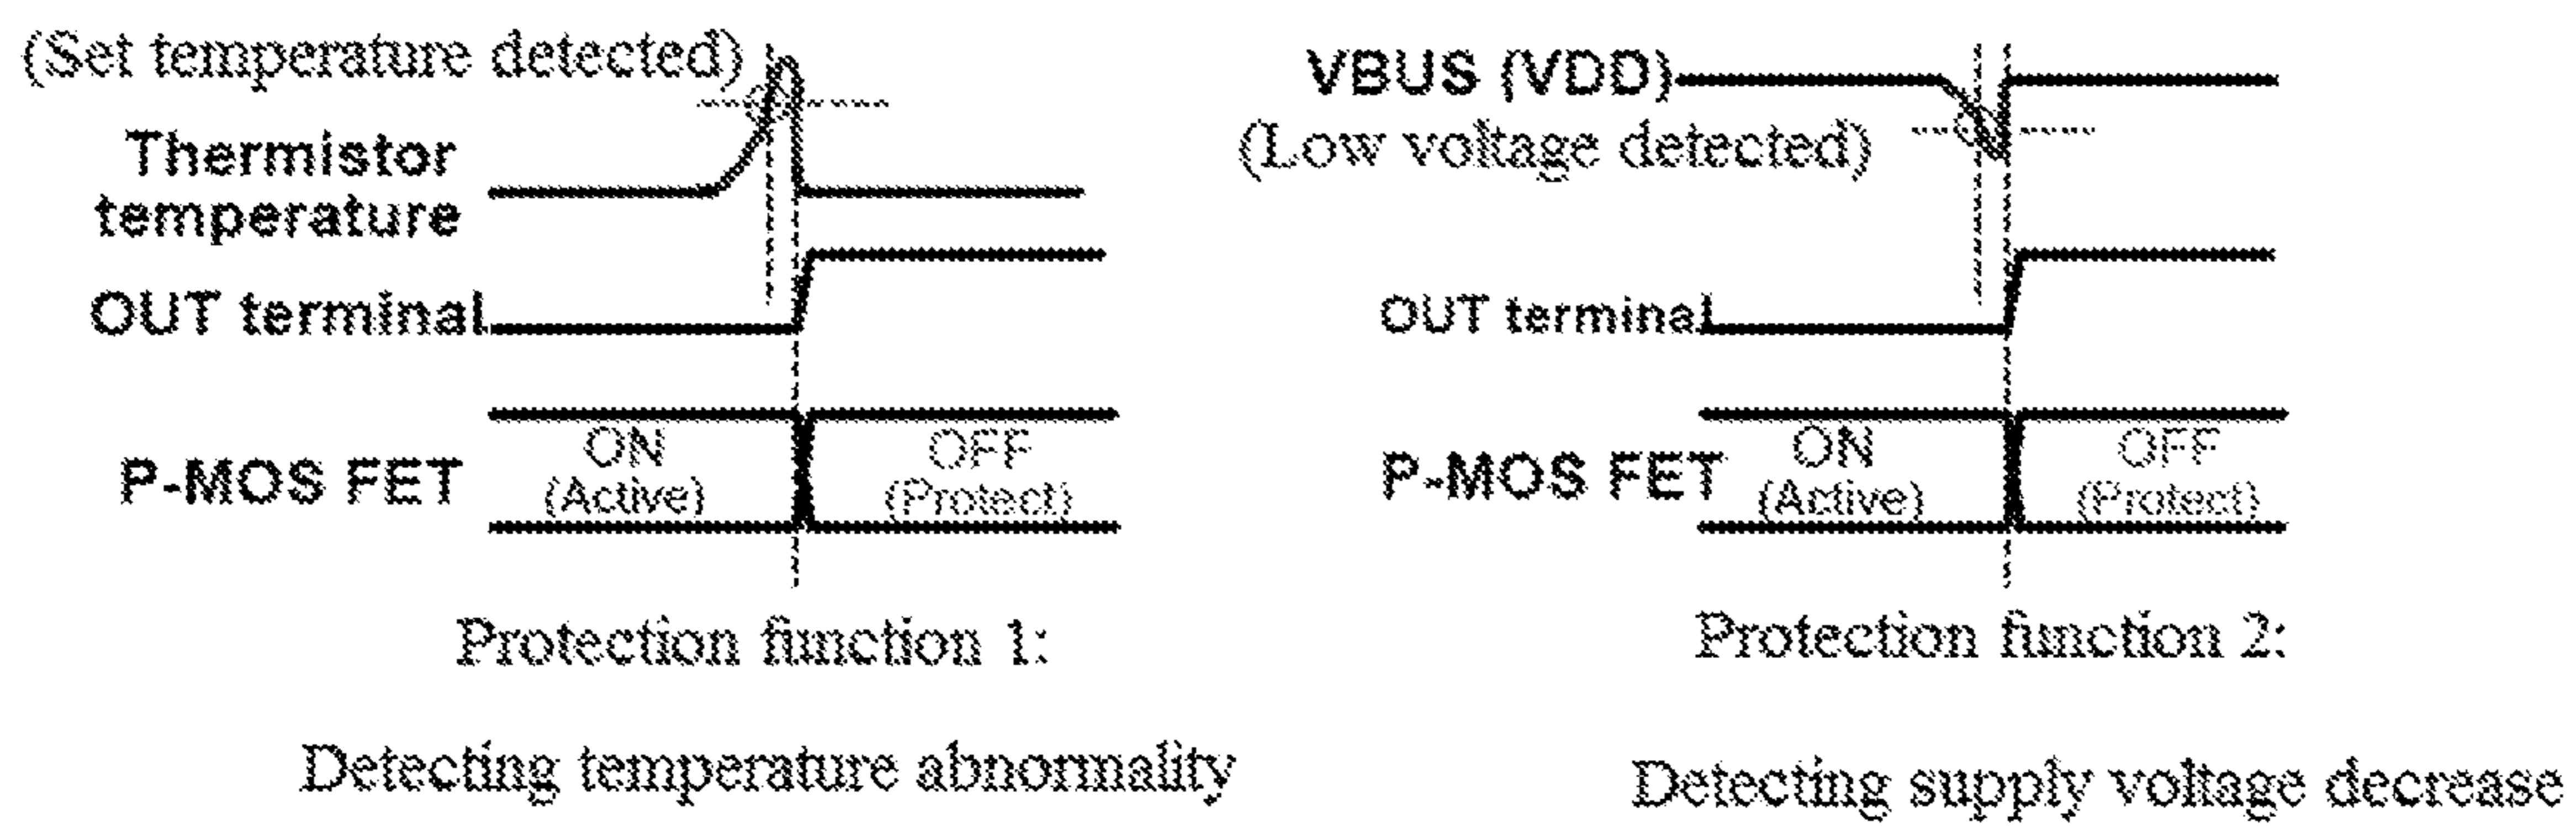 (Set temperature detected)
Thermistor
temperature
OUT terminal
P-MOS FET
ON
(Active)
OFF
(Protect)
Protection function 1:
Detecting temperature abnormality
VBUS (VDD)
(Low voltage detected)
OUT terminal
P-MOS FET
ON
(Active)
OFF
(Protect)
Protection function 2:
Detecting supply voltage decrease